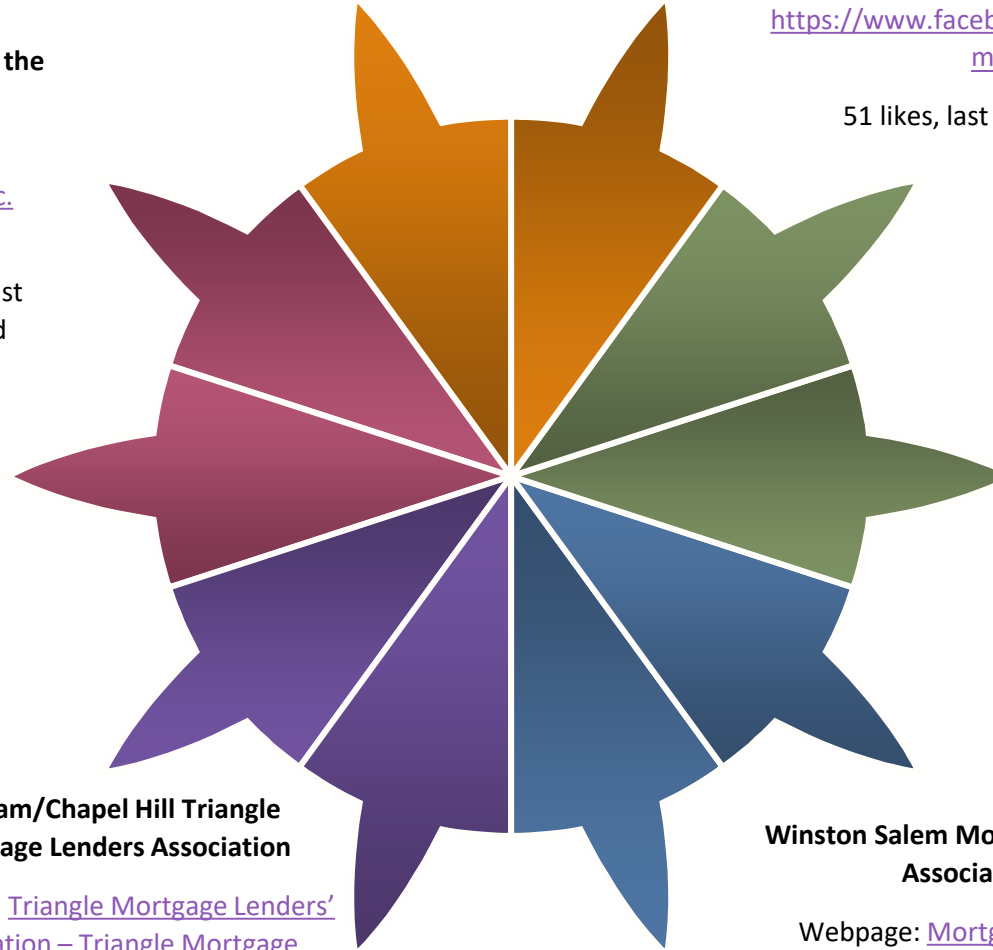 https://www.faceb
m
the
51 likes, last
c.
st
d
am/Chapel Hill Triangle
age Lenders Association
Triangle Mortgage Lenders’
ation – Triangle Mortgage
Winston Salem Mo
Associa
Webpage: Mortg